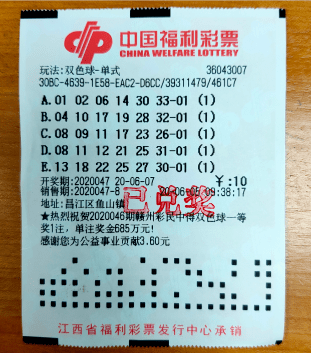 中国福利彩票
CHINA WELFARE LOTTERY
玩法:双色球-单式 36043007
30BC-4639-1E58-EAC2-D6CC/39311479/461C7
A.01 02 06 14 30 33-01 (1)
B.04 10 17 19 28 32-01 (1)
C.08 09 11 17 23 26-01 (1)
D.08 11 12 21 25 31-01 (1)
E.13 18 22 25 27 30-01 (1)
开奖期:2020047 20-06-07 ¥:10
销售期:2020047-8 :38:17
地址:昌江区鱼山镇
已兑奖
★热烈祝贺2020046期赣州彩民中得双色球一等
奖1注,单注奖金685万元!
感谢您为公益事业贡献3.60元
江西省福利彩票发行中心承销